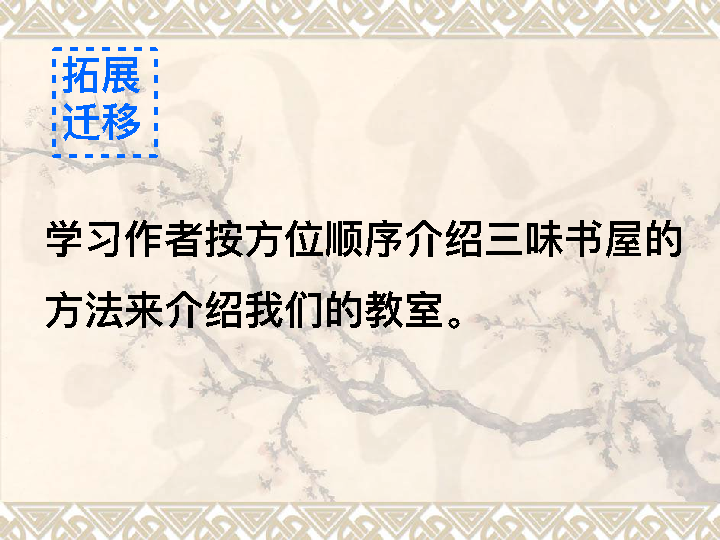 拓展
迁移
学习作者按方位顺序介绍三味书屋的
方法来介绍我们的教室。